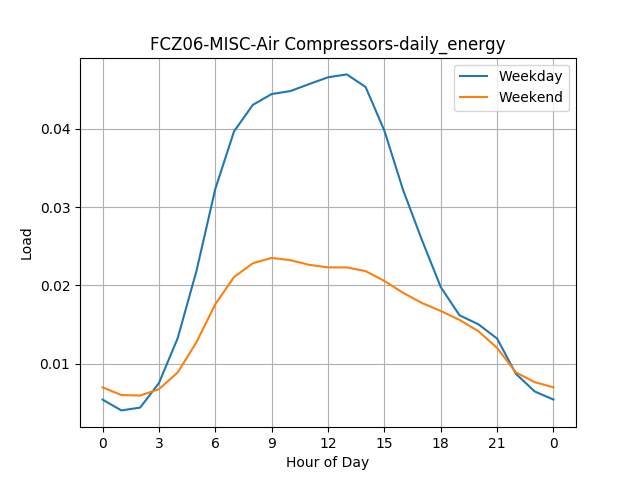 FCZ06-MISC-Air Compressors-daily_energy
Weekday
Weekend
0.04
0.03
0.02
0.01
Load
0 3 6 9 12 15 18 21 0
Hour of Day